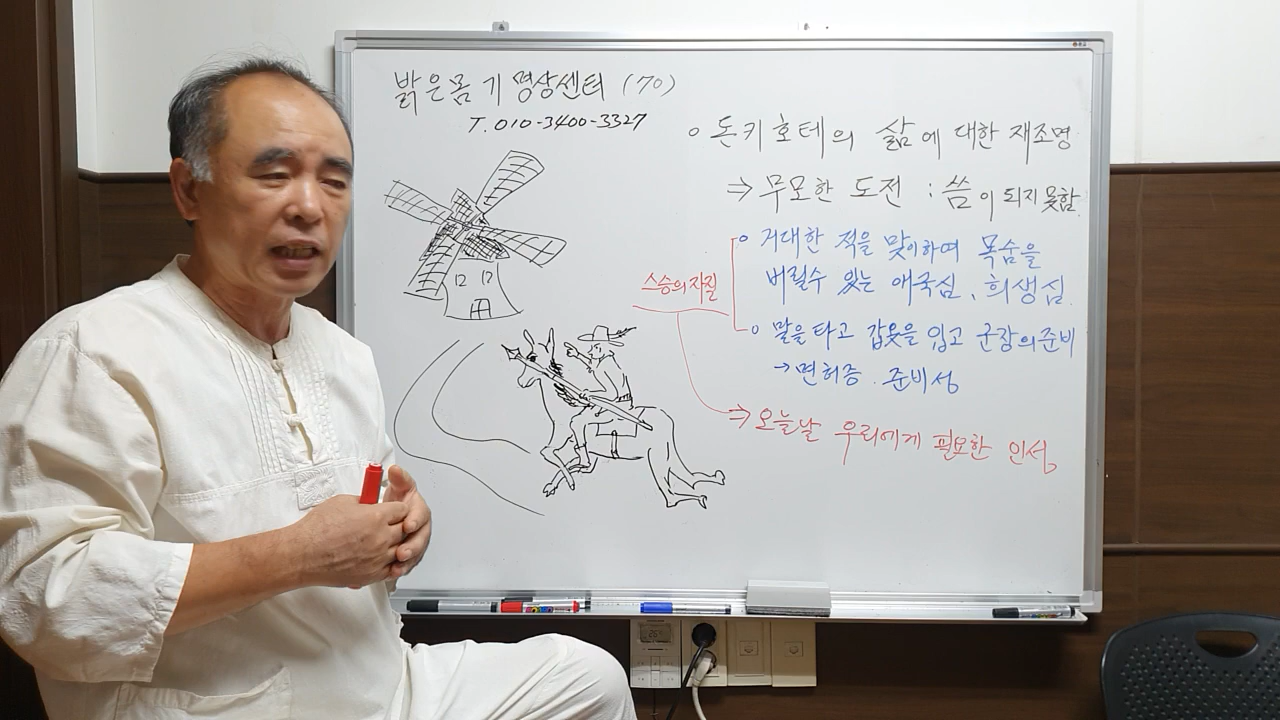 밝은몸 기 명상센터 (70)
T. 010-3400-3327
○ 돈키호테의 삶에 대한 재조명
⇒ 무모한 도전 : 씀이 되지 못함.
스승의 자질
○ 거대한 적을 맞이하여 목숨을
버릴수 있는 애국심, 희생심.
○ 말을 타고 갑옷을 입고 군장의 준비
→ 면허증. 준비성
⇒ 오늘날 우리에게 필요한 인성